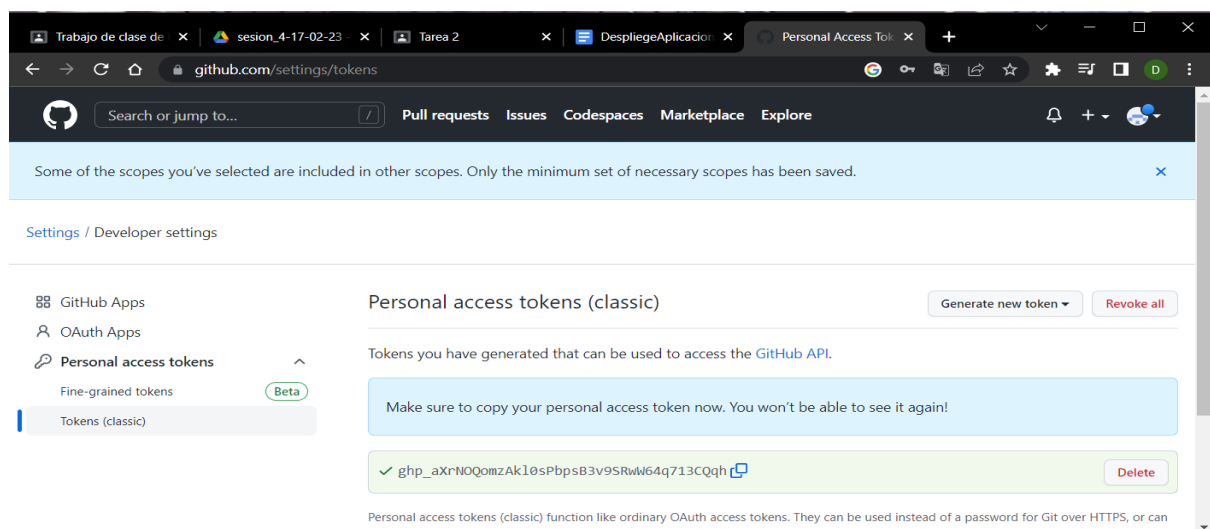 Trabajo de clase de
sesion_4-17-02-23 -
Tarea 2
DespliegeAplicacion
Personal Access Tok
github.com/settings/tokens
G
D
Search or jump to...
/
Pull requests Issues Codespaces Marketplace Explore
Some of the scopes you've selected are included in other scopes. Only the minimum set of necessary scopes has been saved.
Settings / Developer settings
GitHub Apps
OAuth Apps
Personal access tokens
Fine-grained tokens Beta
Tokens (classic)
Personal access tokens (classic)
Generate new token
Revoke all
Tokens you have generated that can be used to access the GitHub API.
Make sure to copy your personal access token now. You won't be able to see it again!
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
Delete
Personal access tokens (classic) function like ordinary OAuth access tokens. They can be used instead of a password for Git over HTTPS, or can